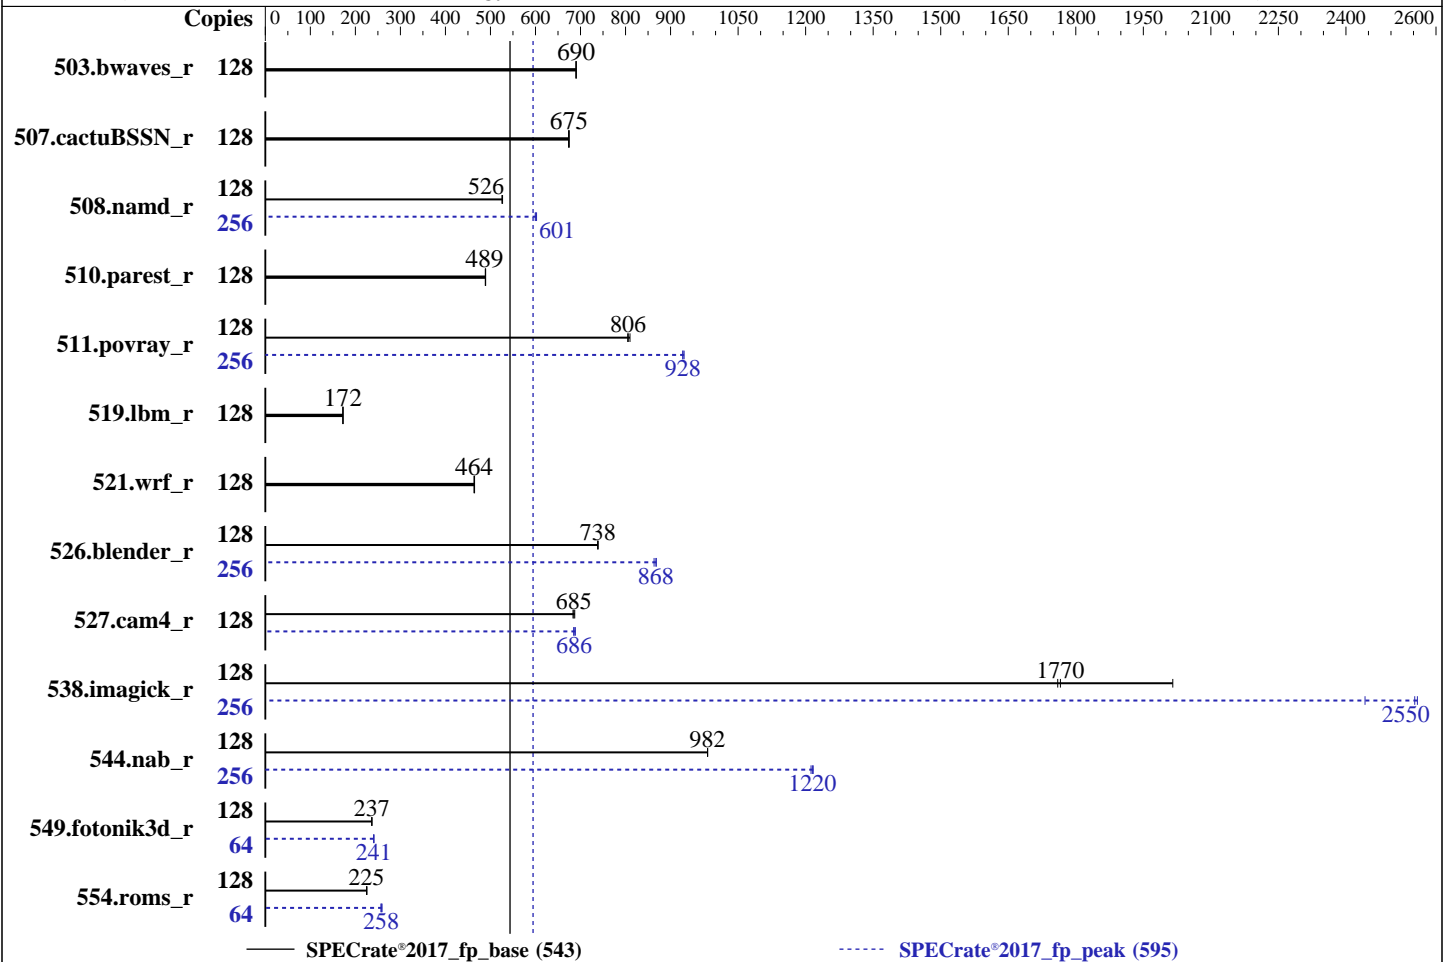 Copies 0 100 200 300 400 500 600 700 800 900 1050 1200 1350 1500 1650 1800 1950 2100 2250 2400 2600
690
503.bwaves_r 128
675
507.cactuBSSN_r 128
128 526
508.namd_r
256 601
489
510.parest_r 128
128 806
511.povray_r
256 928
172
519.lbm_r 128
464
521.wrf_r 128
128 738
526.blender_r
256 868
685
527.cam4_r 128
686
128 1770
538.imagick_r
256 2550
128 982
544.nab_r
256 1220
128 237
549.fotonik3d_r
64 241
128 225
554.roms_r
64 258
SPECrate®2017_fp_base (543) SPECrate®2017_fp_peak (595)